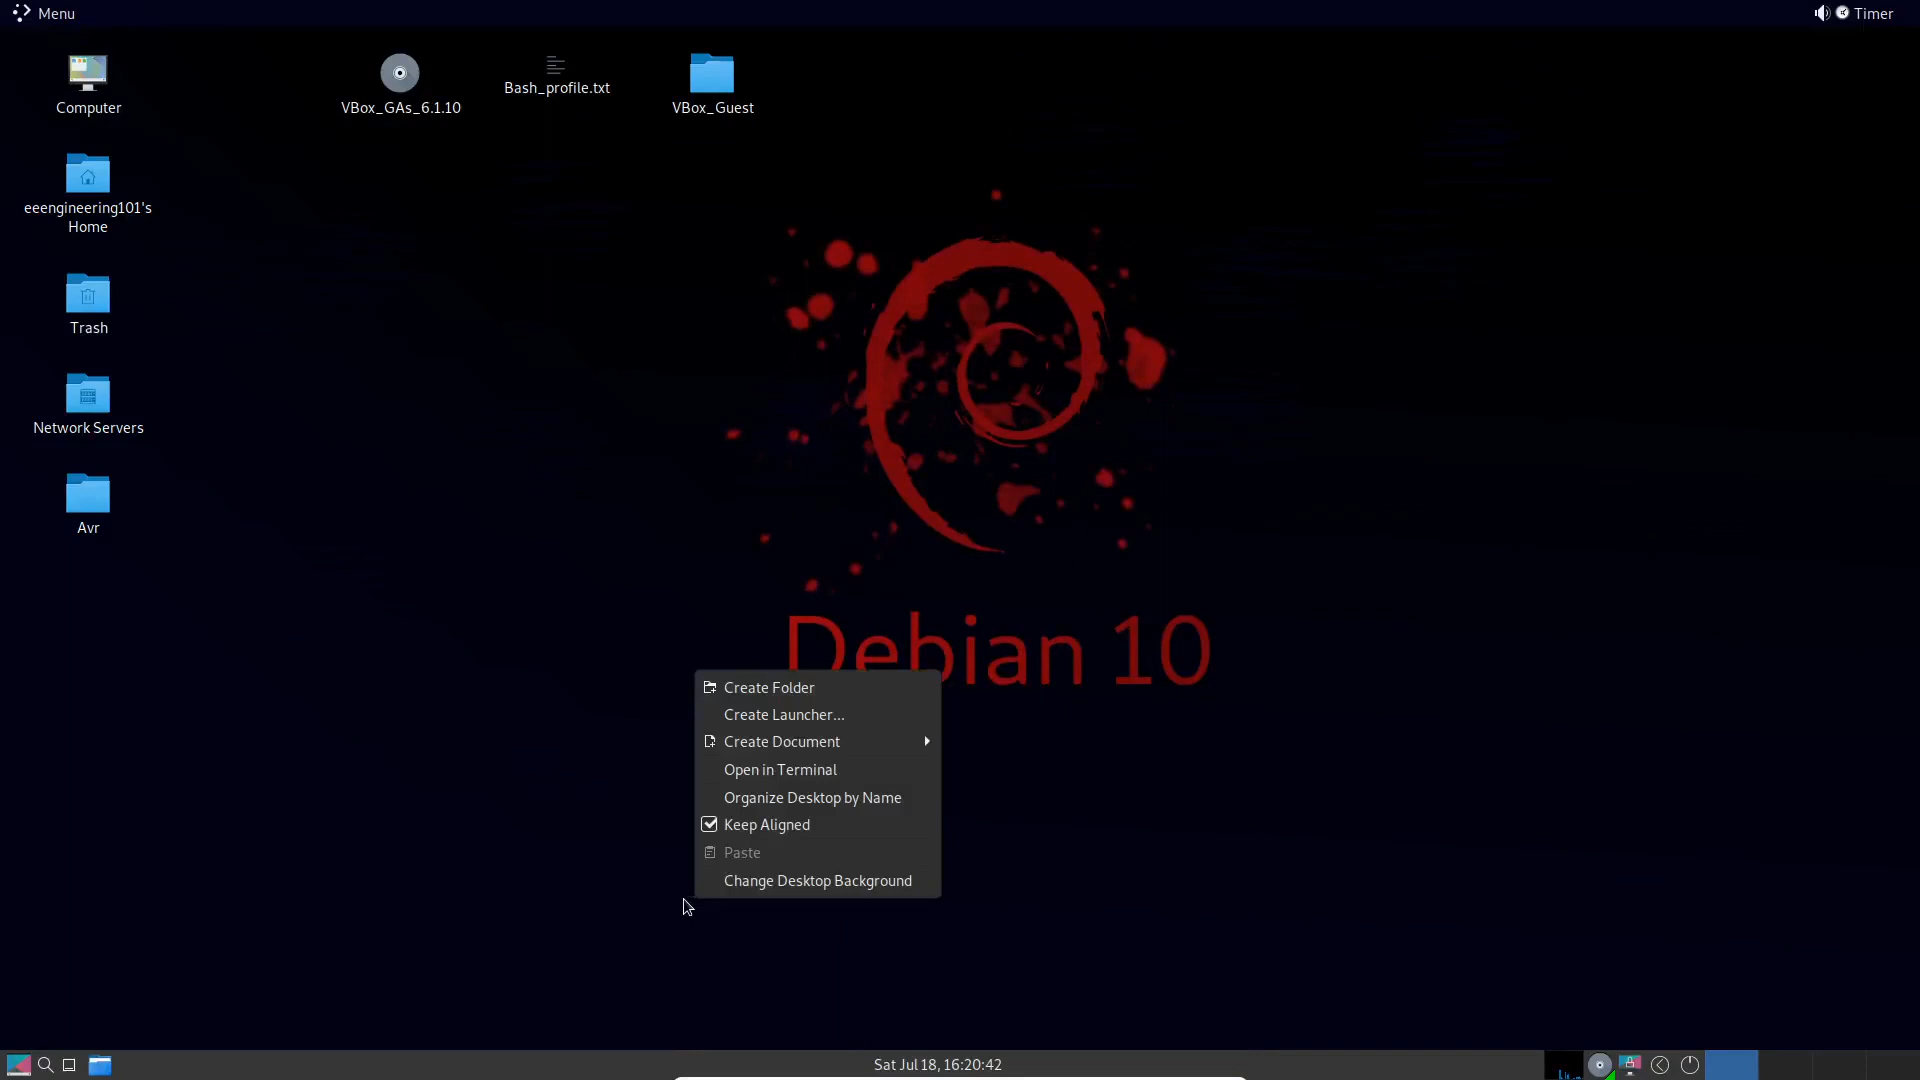 Menu
Timer
Computer
VBox_GAs_6.1.10
Bash_profile.txt
VBox_Guest
eeengineering101's
Home
Trash
Network Servers
Avr
Debian 10
Create Folder
Create Launcher...
Create Document
Open in Terminal
Organize Desktop by Name
Keep Aligned
Paste
Change Desktop Background
Sat Jul 18, 16:20:42